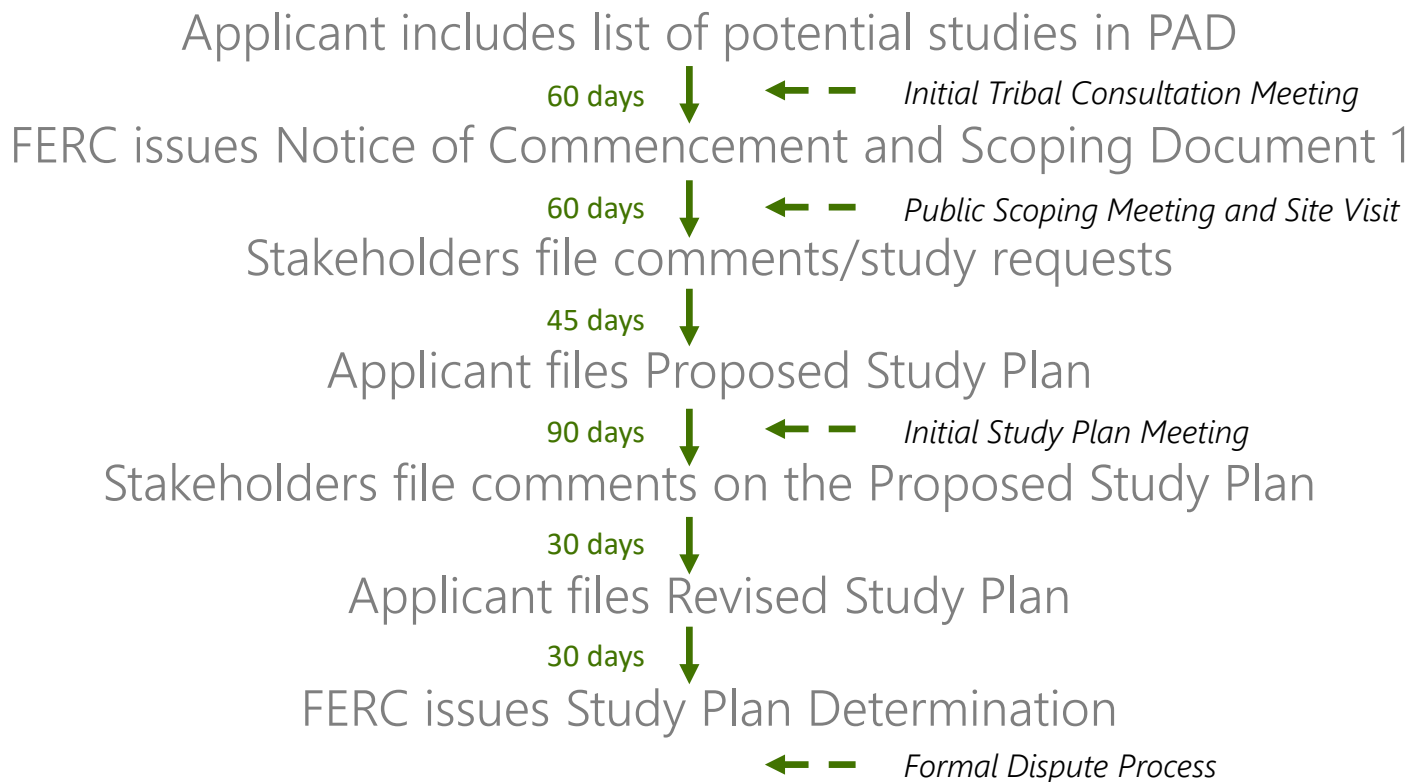 Applicant includes list of potential studies in PAD
60 days
Initial Tribal Consultation Meeting
FERC issues Notice of Commencement and Scoping Document 1
60 days
Public Scoping Meeting and Site Visit
Stakeholders file comments/study requests
45 days
Applicant files Proposed Study Plan
90 days
Initial Study Plan Meeting
Stakeholders file comments on the Proposed Study Plan
30 days
Applicant files Revised Study Plan
30 days
FERC issues Study Plan Determination
Formal Dispute Process